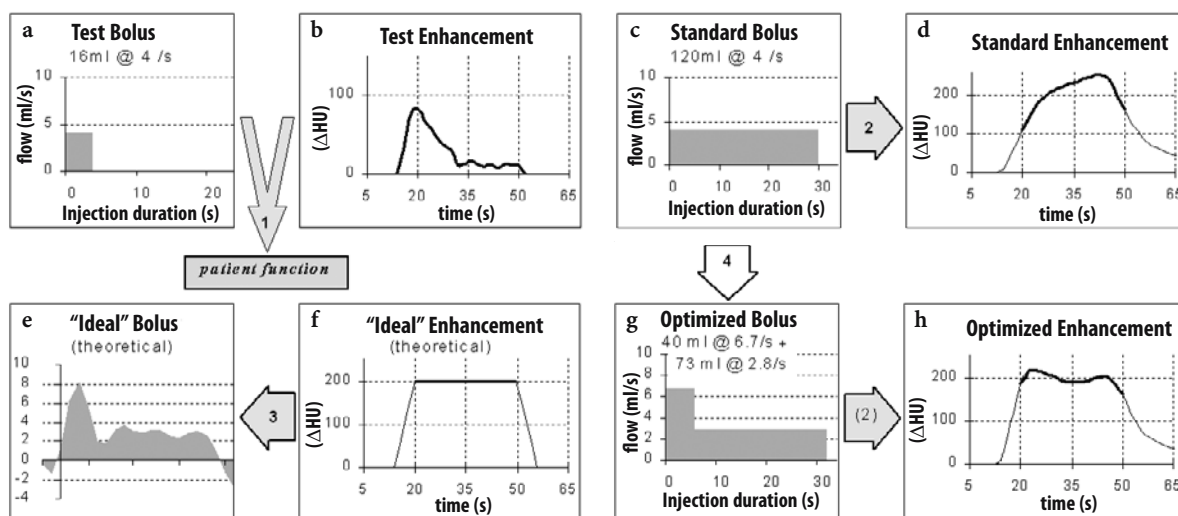 a
Test Bolus
16ml @ 4 /s
10
5
0
flow (ml/s)
0 10 20
Injection duration (s)
b
Test Enhancement
100
0
(ΔHU)
5 20 35 50 65
time (s)
1
patient function
c
Standard Bolus
120ml @ 4 /s
10
5
0
flow (ml/s)
0 10 20 30
Injection duration (s)
2
d
Standard Enhancement
200
100
0
(ΔHU)
5 20 35 50 65
time (s)
4
e
"Ideal" Bolus
(theoretical)
10
8
6
4
2
0
-2
-4
3
f
"Ideal" Enhancement
(theoretical)
200
100
0
(ΔHU)
5 20 35 50 65
time (s)
g
Optimized Bolus
40 ml @ 6.7/s +
73 ml @ 2.8/s
10
8
6
4
2
0
flow (ml/s)
0 10 20 30
Injection duration (s)
(2)
h
Optimized Enhancement
200
100
0
(ΔHU)
5 20 35 50 65
time (s)